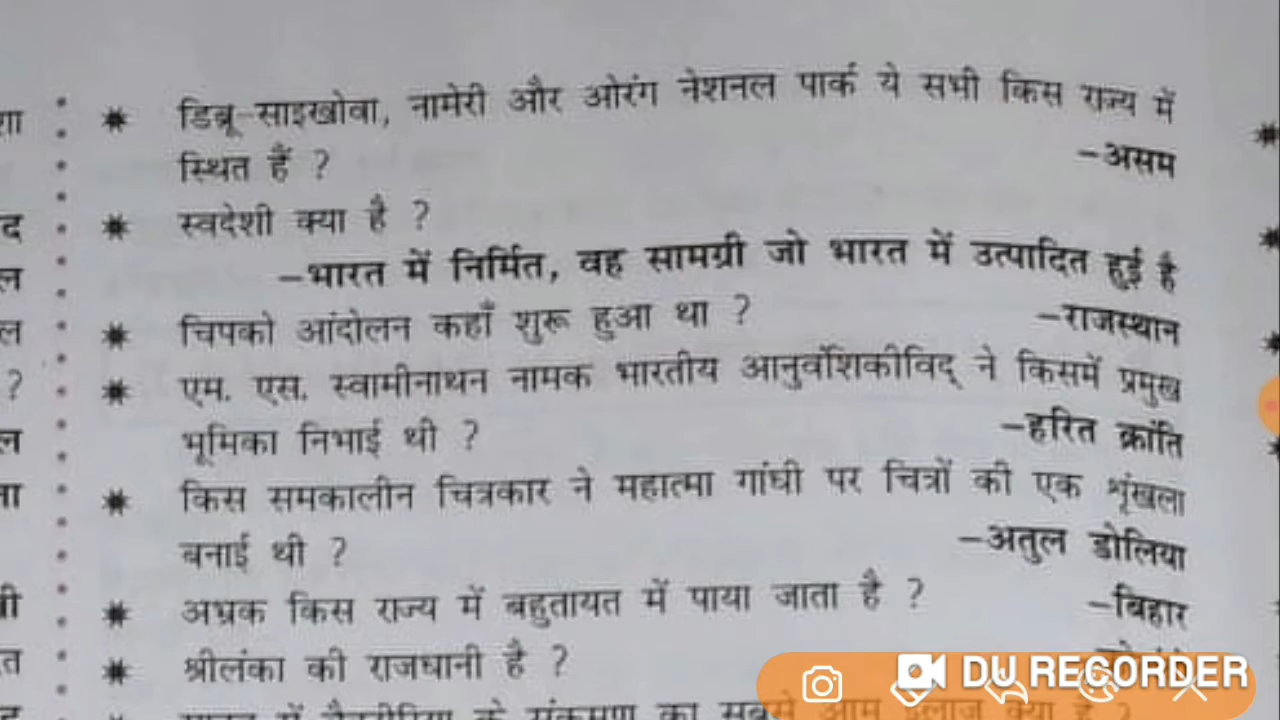 * डिब्रू-साइखोवा, नामेरी और ओरंग नेशनल पार्क ये सभी किस राज्य में
स्थित हैं ? –असम
* स्वदेशी क्या है ?
–भारत में निर्मित, वह सामग्री जो भारत में उत्पादित हुई है
* चिपको आंदोलन कहाँ शुरू हुआ था ? –राजस्थान
* एम. एस. स्वामीनाथन नामक भारतीय आनुवंशिकीविद् ने किसमें प्रमुख
भूमिका निभाई थी ? –हरित क्रांति
* किस समकालीन चित्रकार ने महात्मा गांधी पर चित्रों की एक शृंखला
बनाई थी ? –अतुल डोलिया
* अभ्रक किस राज्य में बहुतायत में पाया जाता है ? –बिहार
* श्रीलंका की राजधानी है ?
DU RECORDER